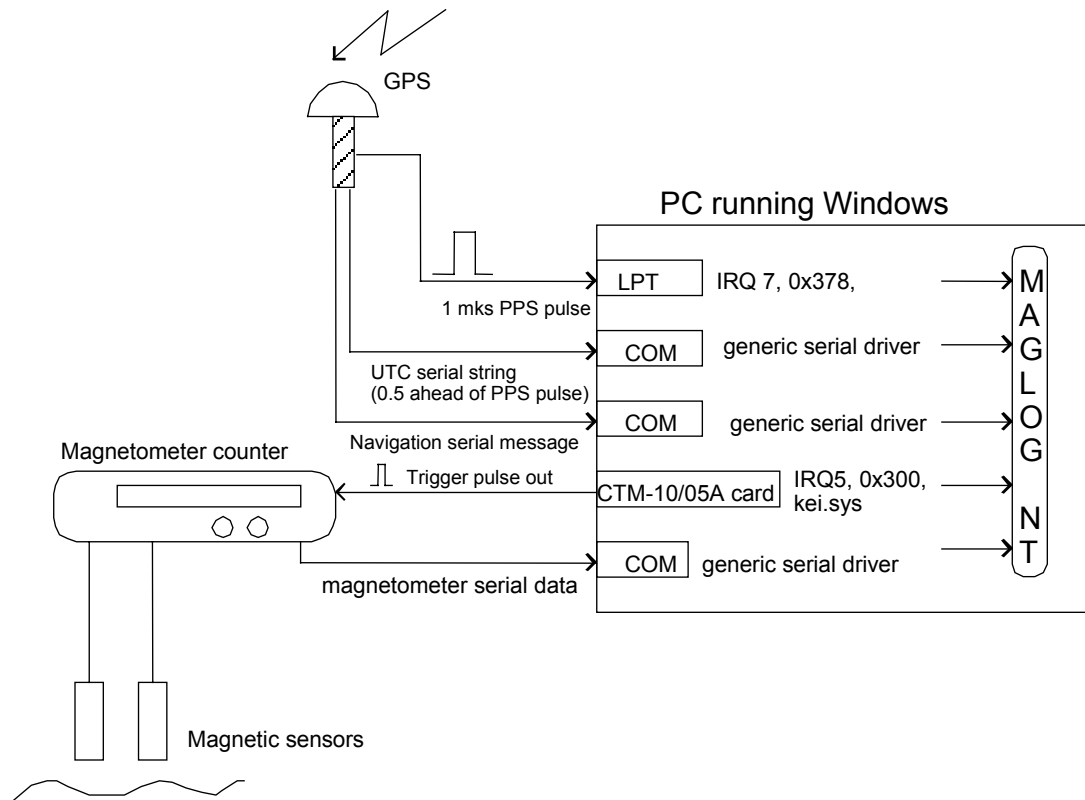 GPS
PC running Windows
LPT
IRQ 7, 0x378,
1 mks PPS pulse
COM
generic serial driver
UTC serial string
(0.5 ahead of PPS pulse)
COM
generic serial driver
Navigation serial message
Magnetometer counter
Trigger pulse out
CTM-10/05A card
IRQ5, 0x300,
kei.sys
COM
generic serial driver
magnetometer serial data
MAGLOG NT
Magnetic sensors